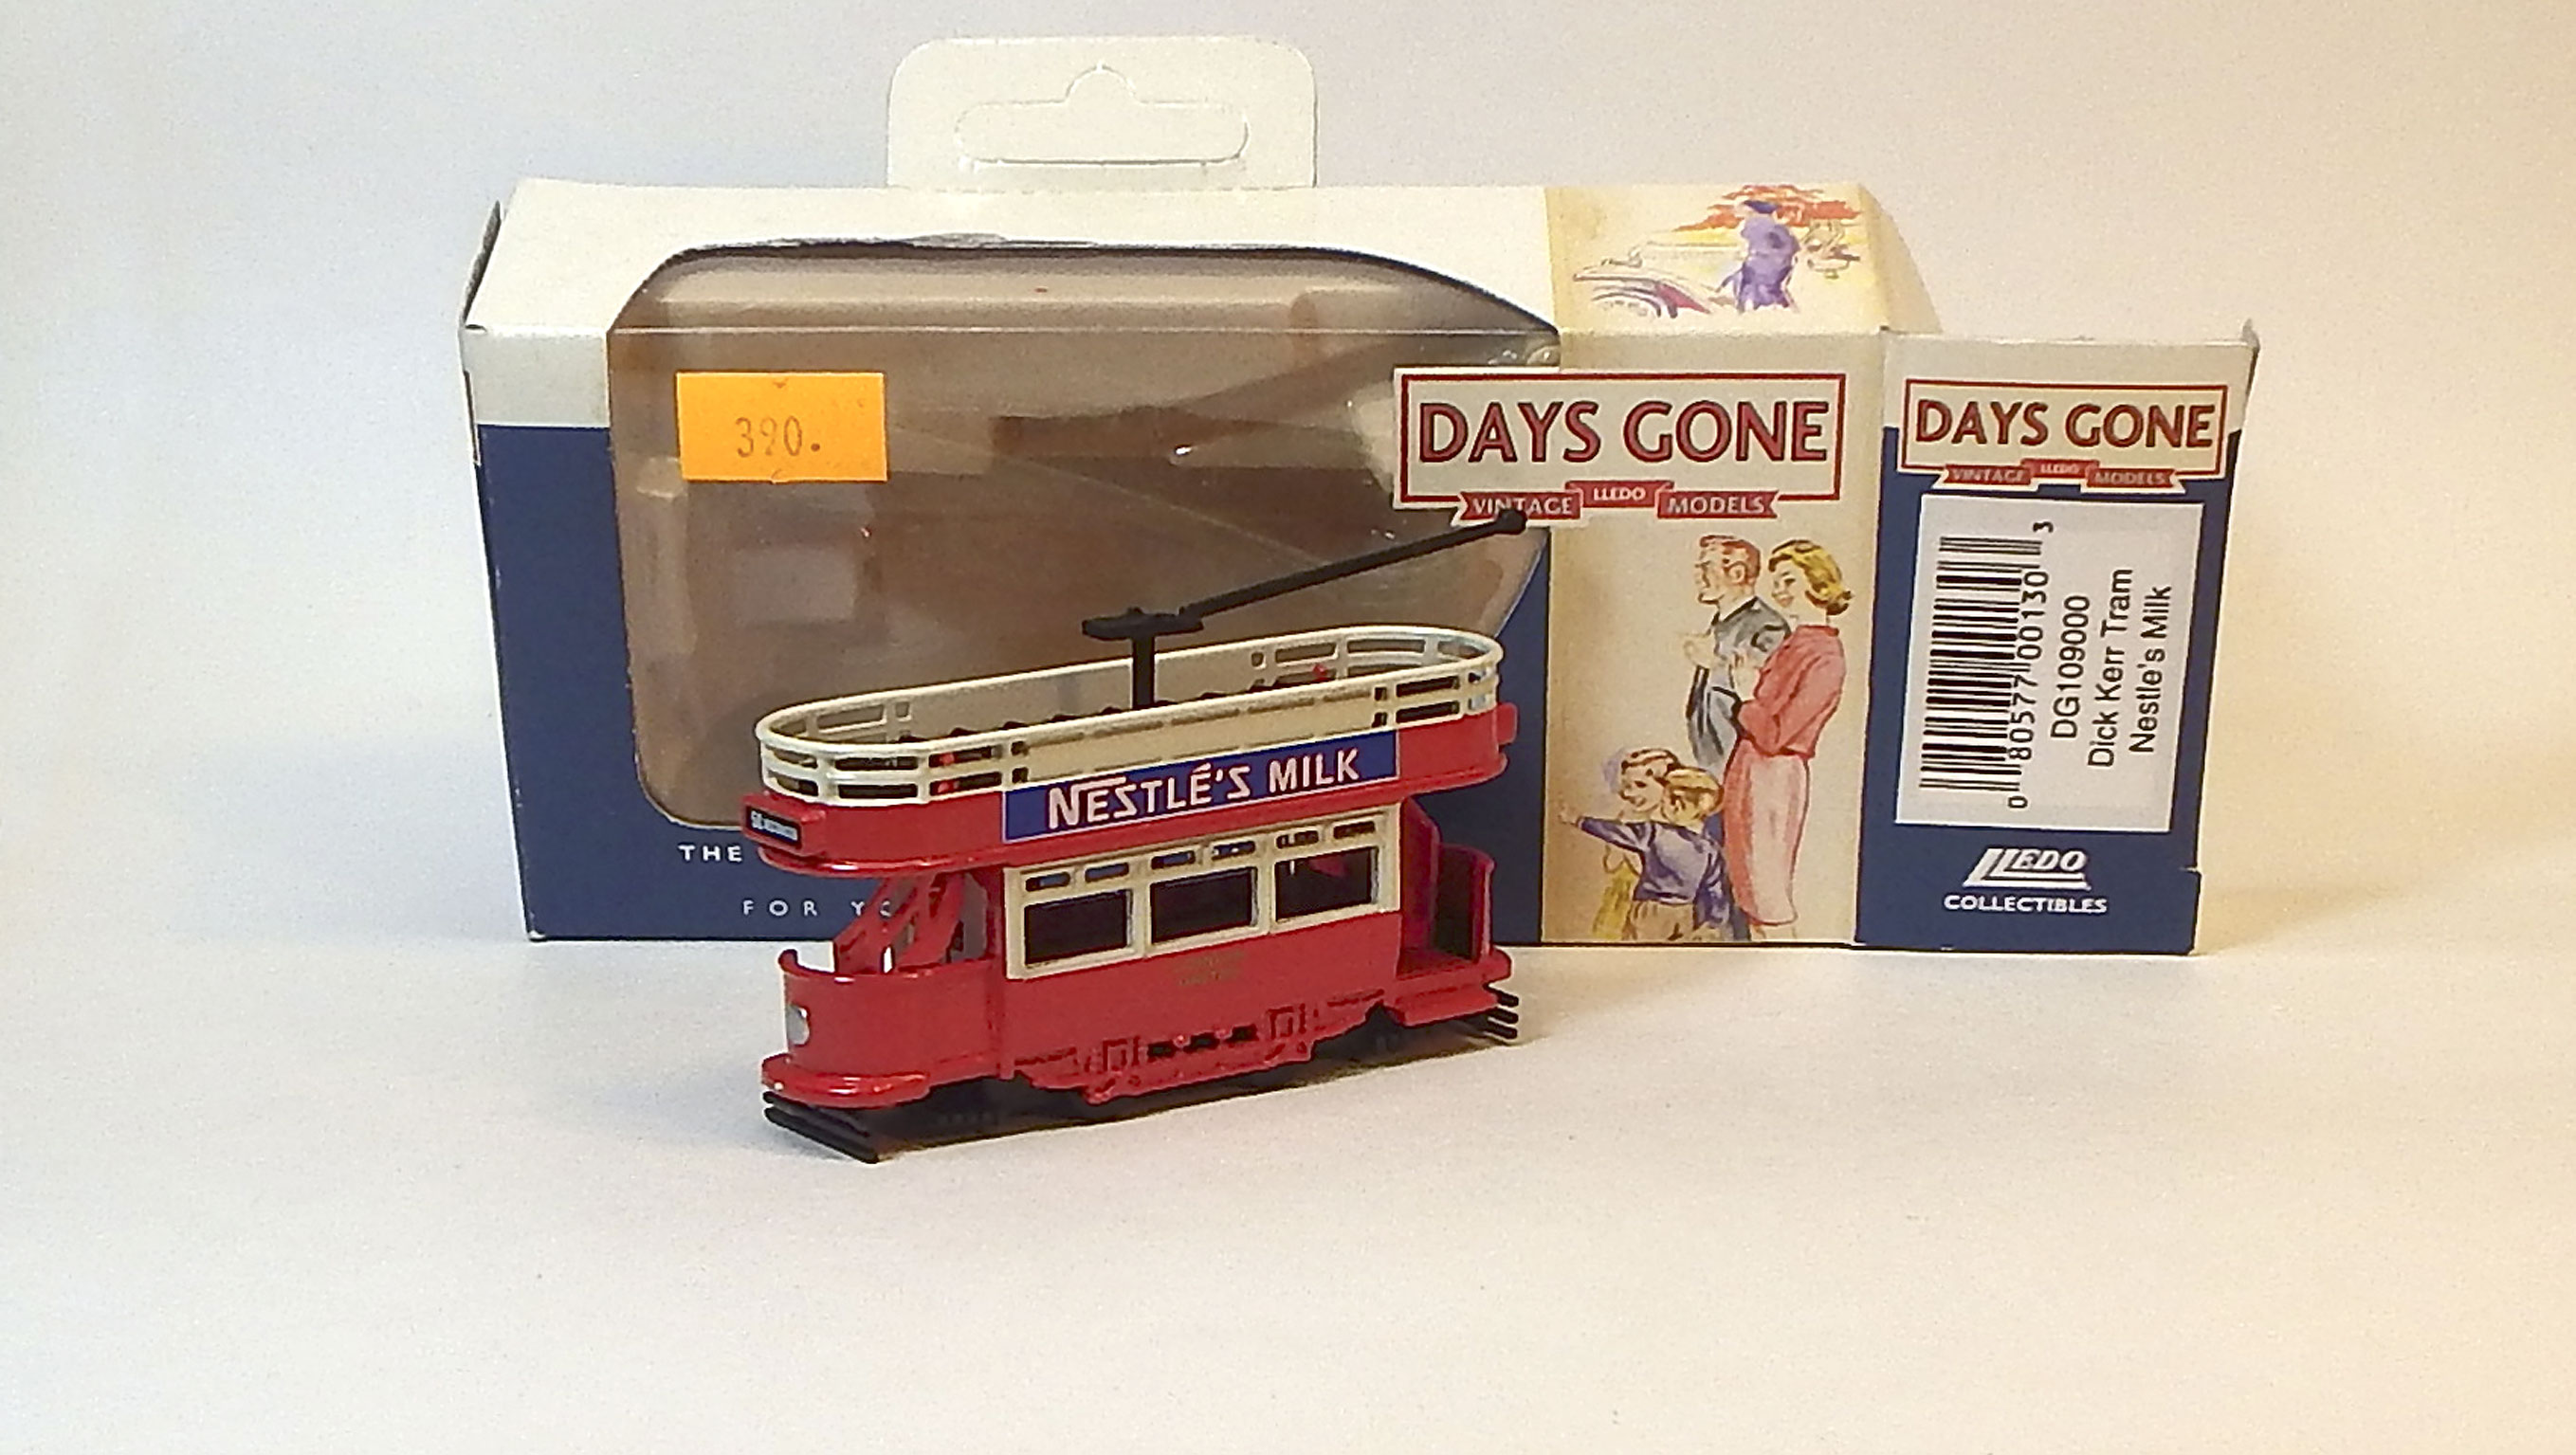 390.
DAYS GONE
VINTAGE LLEDO MODELS
DAYS GONE
VINTAGE LLEDO MODELS
0 80577 00130 3
DG109000
Dick Kerr Tram
Nestle's Milk
LLEDO
COLLECTIBLES
NESTLÉ'S MILK
THE
FOR